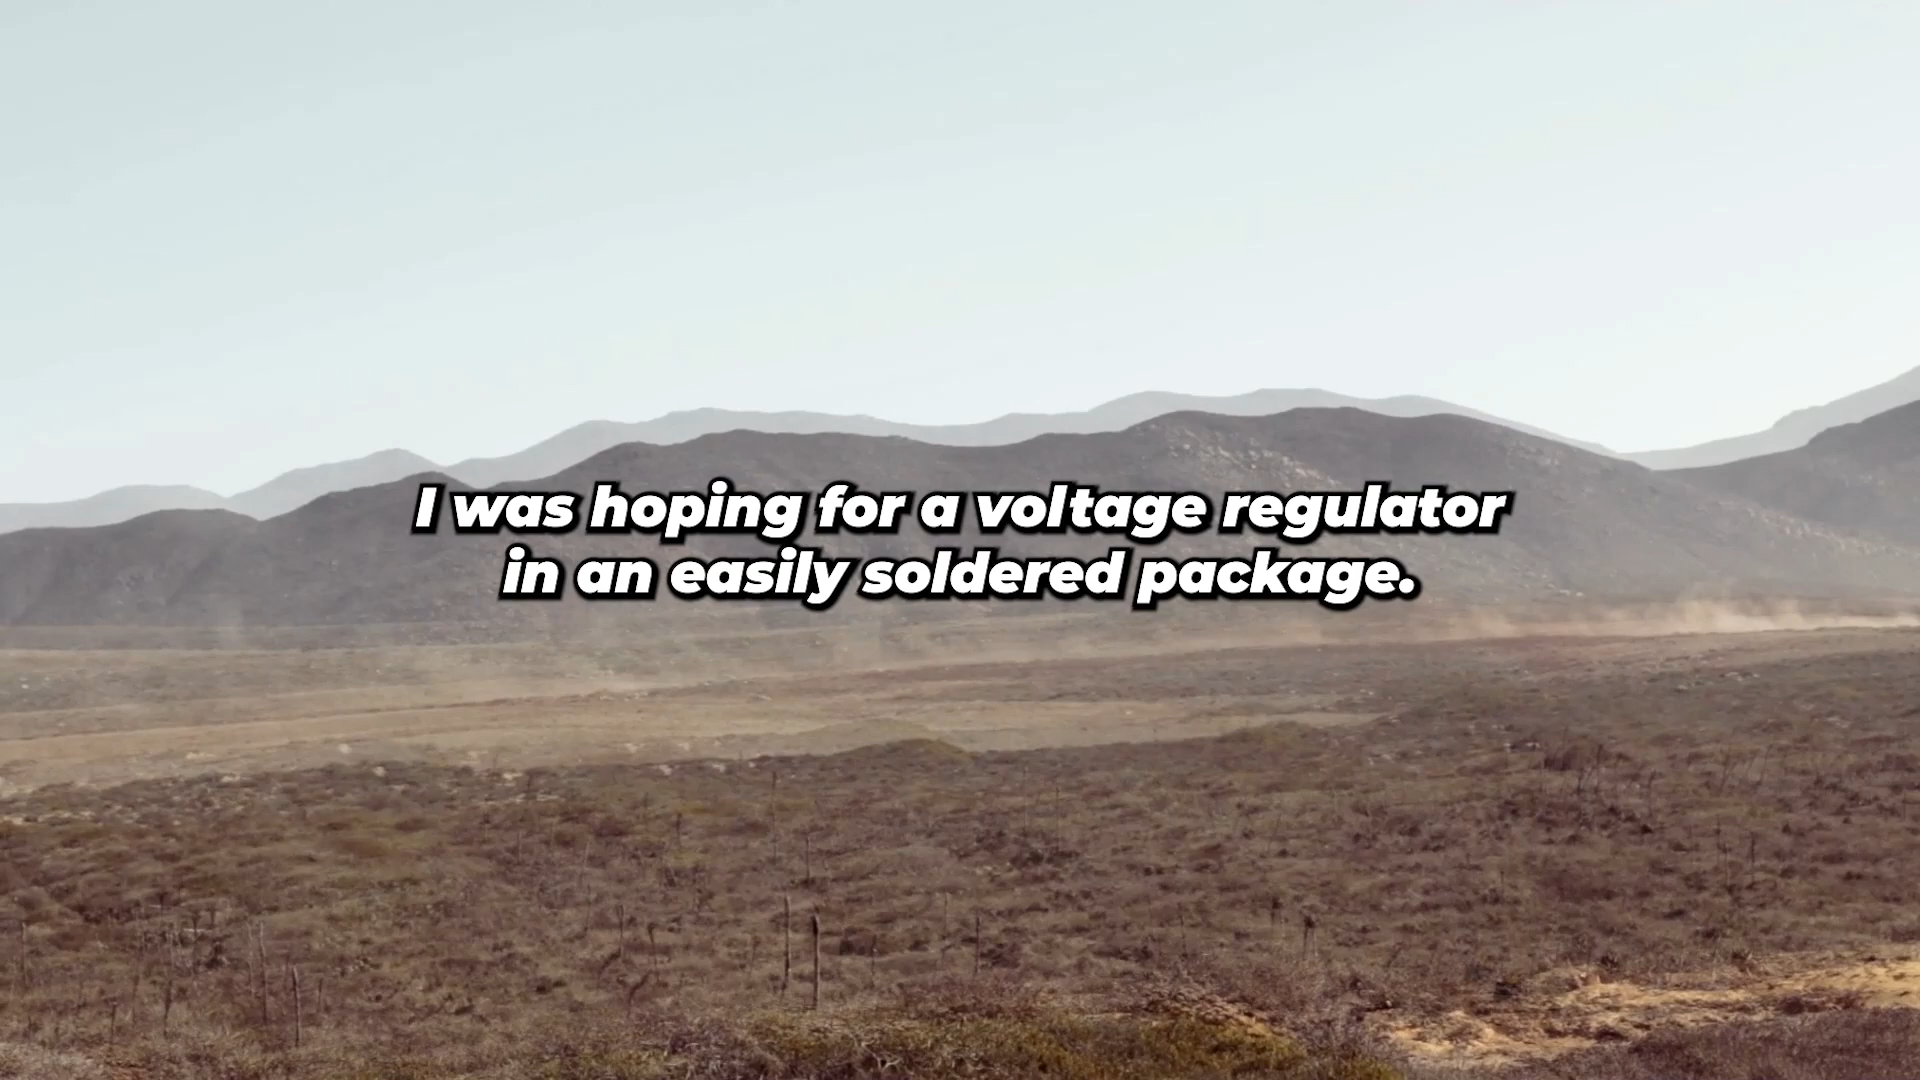 I was hoping for a voltage regulator
in an easily soldered package.